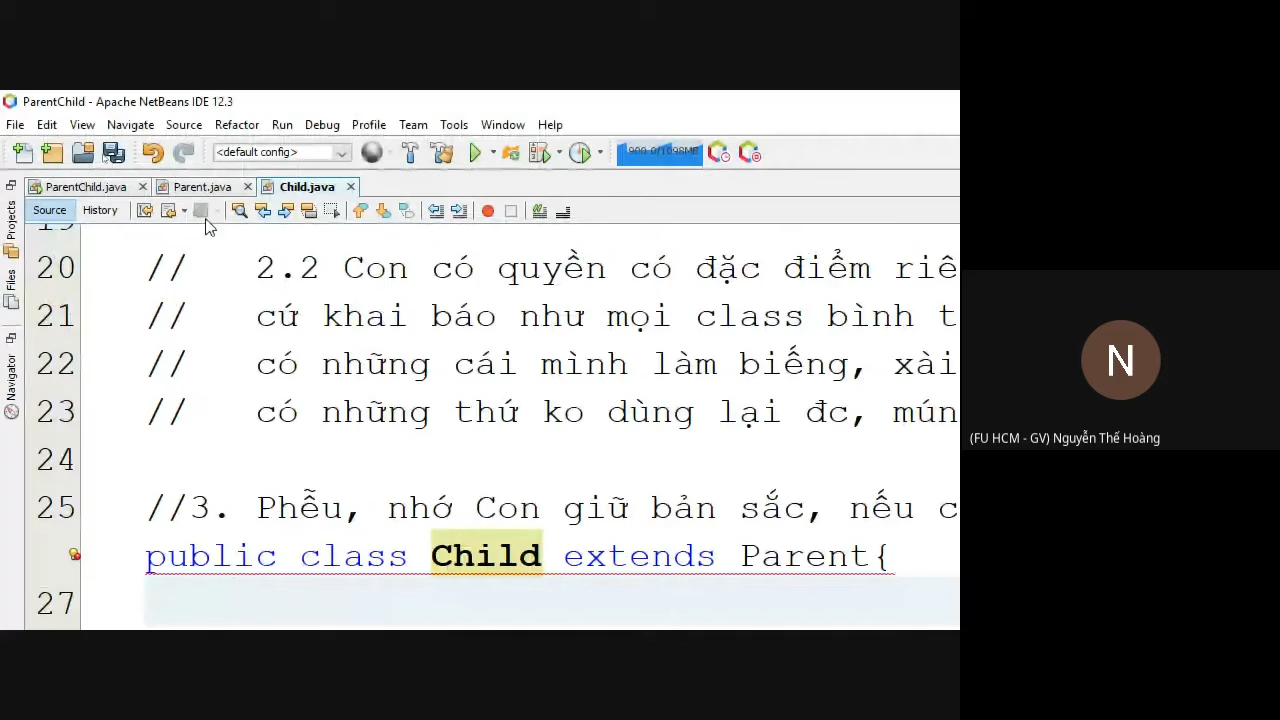 ParentChild - Apache NetBeans IDE 12.3
File Edit View Navigate Source Refactor Run Debug Profile Team Tools Window Help
<default config>
ParentChild.java Parent.java Child.java
Source History
Projects
Files
Navigator
20 // 2.2 Con có quyền có đặc điểm riê
21 // cứ khai báo như mọi class bình t
22 // có những cái mình làm biếng, xài
23 // có những thứ ko dùng lại đc, mún
24
25 //3. Phễu, nhớ Con giữ bản sắc, nếu c
public class Child extends Parent{
27
N
(FU HCM - GV) Nguyễn Thế Hoàng